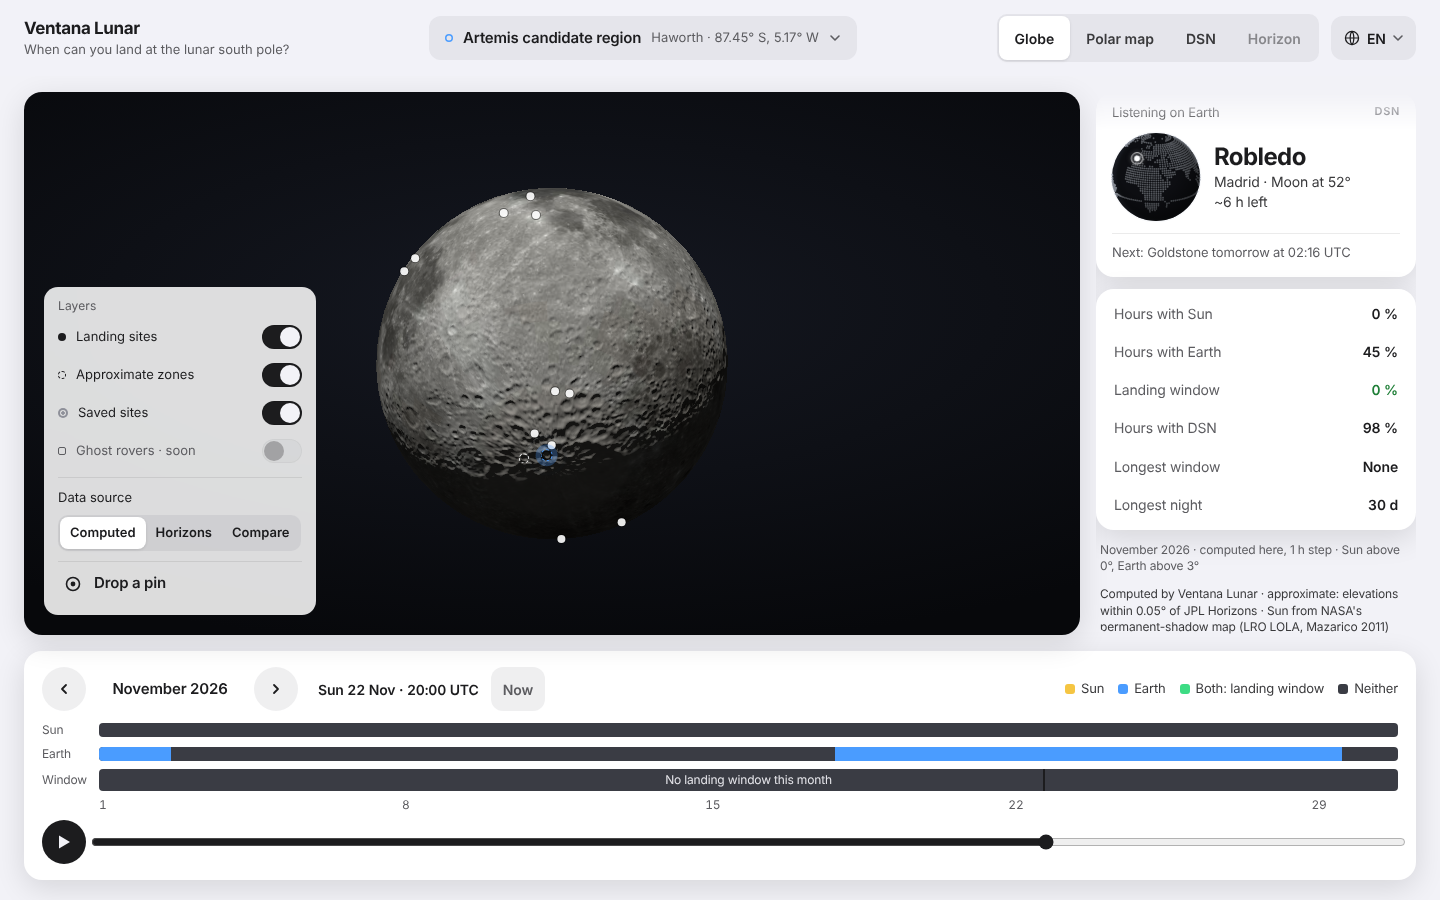 Ventana Lunar
When can you land at the lunar south pole?
Artemis candidate region Haworth · 87.45° S, 5.17° W
Globe Polar map DSN Horizon
EN
Layers
Landing sites
Approximate zones
Saved sites
Ghost rovers · soon
Data source
Computed Horizons Compare
Drop a pin
Listening on Earth DSN
Robledo
Madrid · Moon at 52°
~6 h left
Next: Goldstone tomorrow at 02:16 UTC
Hours with Sun 0 %
Hours with Earth 45 %
Landing window 0 %
Hours with DSN 98 %
Longest window None
Longest night 30 d
November 2026 · computed here, 1 h step · Sun above
0°, Earth above 3°
Computed by Ventana Lunar · approximate: elevations
within 0.05° of JPL Horizons · Sun from NASA's
permanent-shadow map (LRO LOLA, Mazarico 2011)
November 2026 Sun 22 Nov · 20:00 UTC Now
Sun Earth Both: landing window Neither
Sun
Earth
Window No landing window this month
1 8 15 22 29